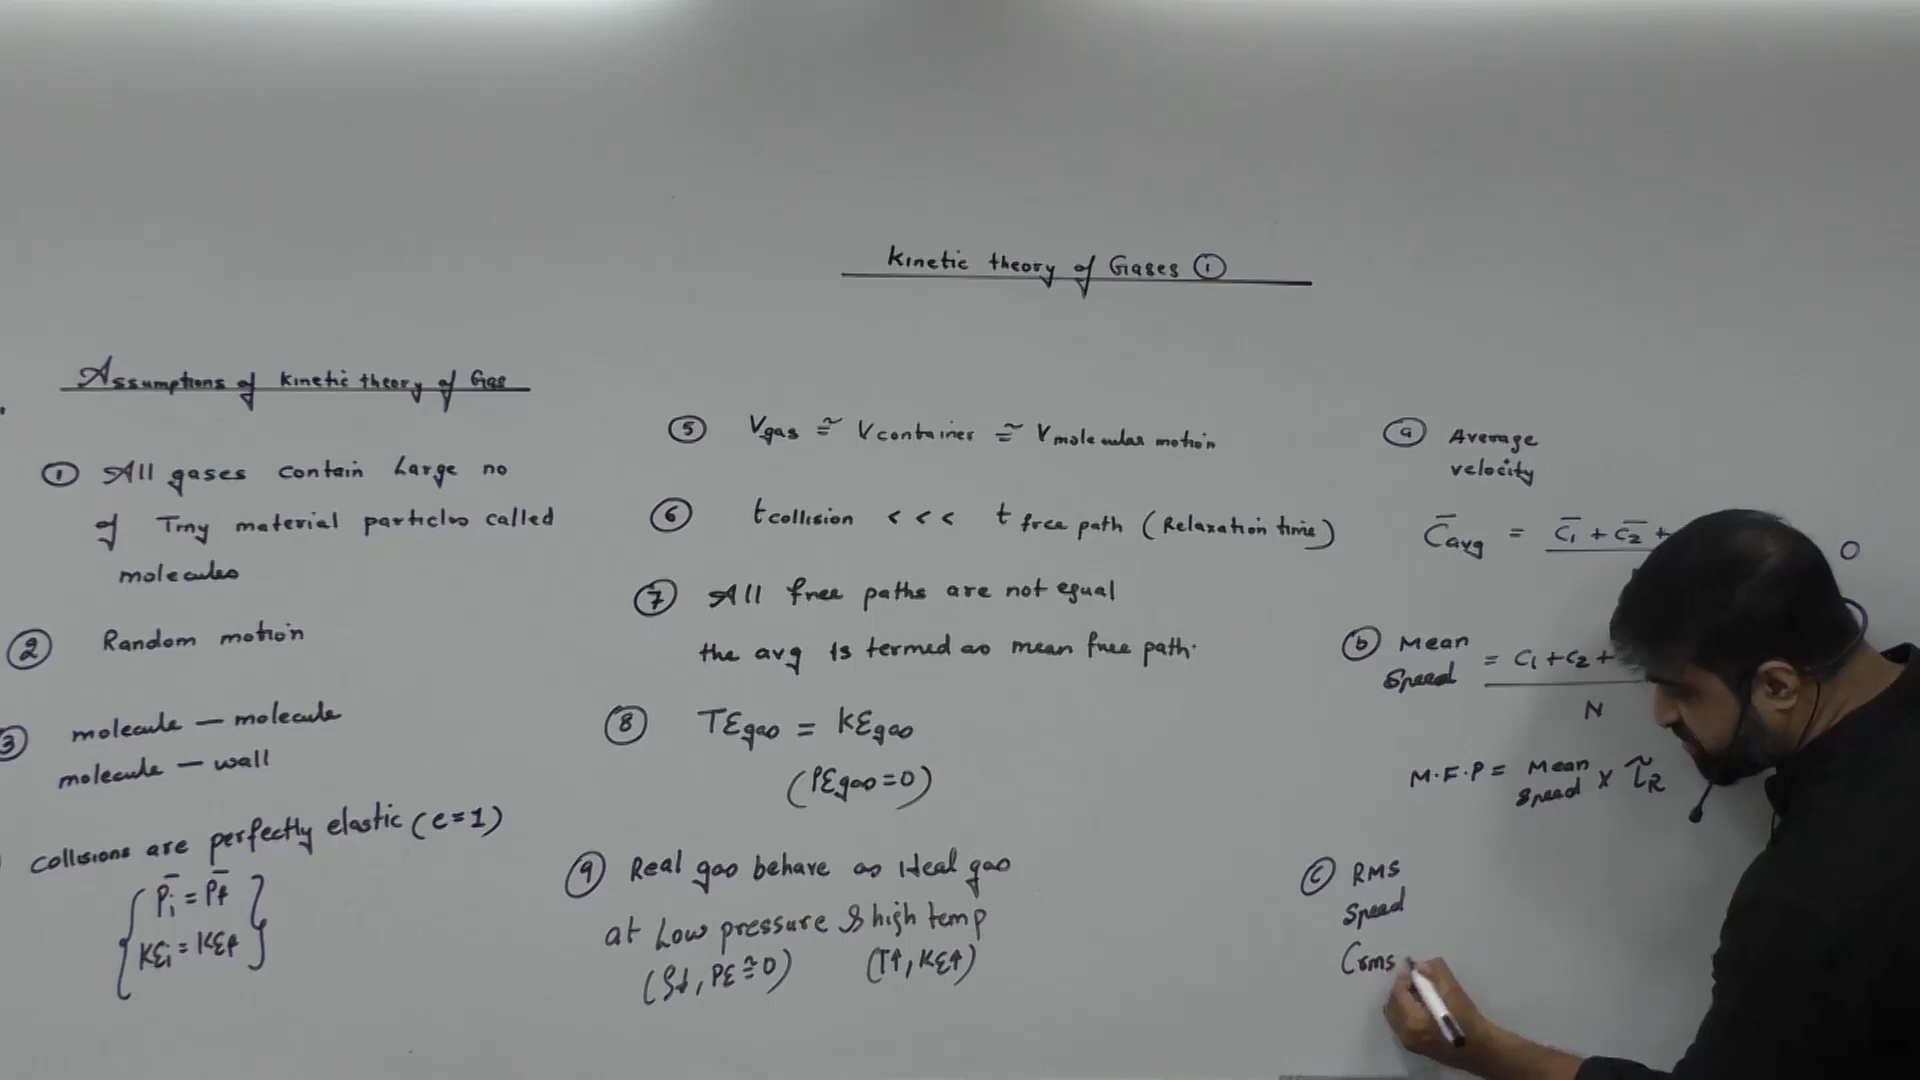 Kinetic theory of Gases ①
Assumptions of kinetic theory of Gas
① All gases contain Large no
of Tiny material particles called
molecules
② Random motion
③ molecule — molecule
molecule — wall
collisions are perfectly elastic (e=1)
P̄i = P̄f
KEi = KEf
⑤ Vgas ≅ Vcontainer ≅ Vmolecular motion
⑥ tcollision <<< t free path (Relaxation time)
⑦ All free paths are not equal
the avg is termed as mean free path.
⑧ TEgas = KEgas
(PEgas=0)
⑨ Real gas behave as ideal gas
at Low pressure & high temp
(ρ↓, PE≅0) (T↑, KE↑)
ⓐ Average
velocity
C̄avg = C̄1 + C̄2 + 0
ⓑ Mean
Speed = C1 + C2 +
N
M.F.P = Mean Speed × τR
ⓒ RMS
Speed
Crms